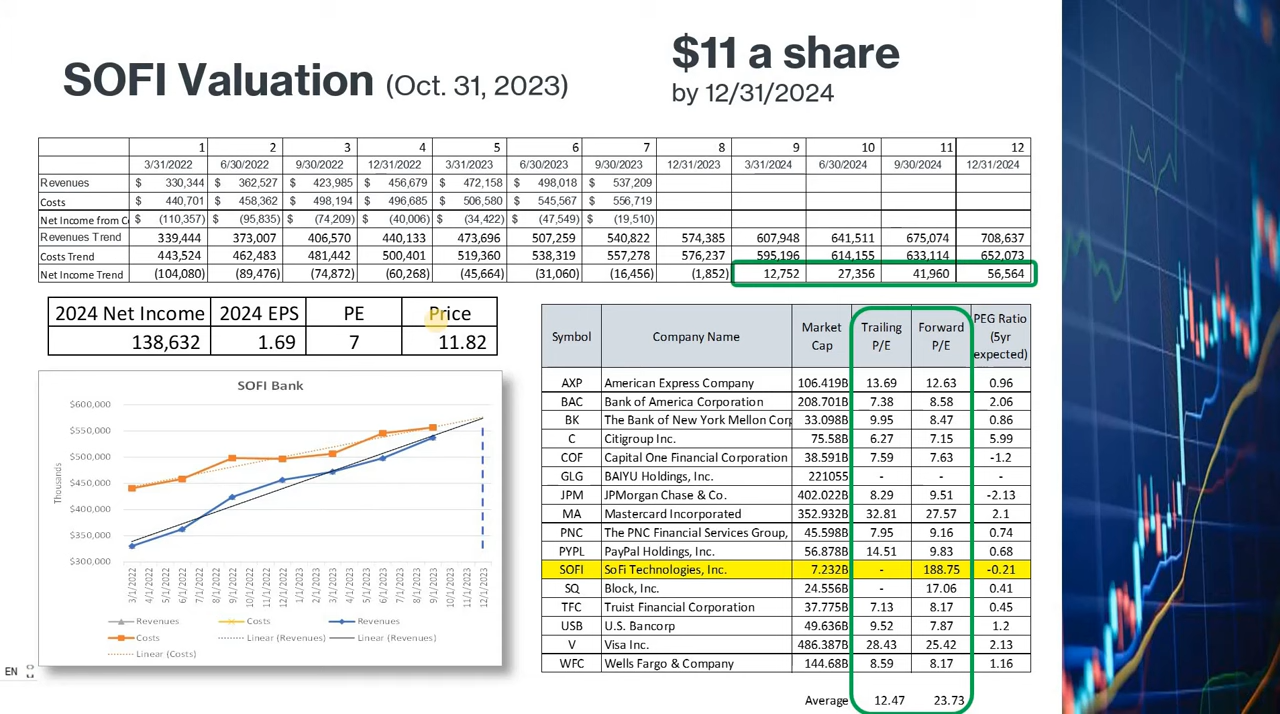 SOFI Valuation (Oct. 31, 2023)
$11 a share
by 12/31/2024
1 2 3 4 5 6 7 8 9 10 11 12
3/31/2022 6/30/2022 9/30/2022 12/31/2022 3/31/2023 6/30/2023 9/30/2023 12/31/2023 3/31/2024 6/30/2024 9/30/2024 12/31/2024
Revenues $ 330,344 $ 362,527 $ 423,985 $ 456,679 $ 472,158 $ 498,018 $ 537,209
Costs $ 440,701 $ 458,362 $ 498,194 $ 496,685 $ 506,580 $ 545,567 $ 556,719
Net Income from Co $ (110,357) $ (95,835) $ (74,209) $ (40,006) $ (34,422) $ (47,549) $ (19,510)
Revenues Trend 339,444 373,007 406,570 440,133 473,696 507,259 540,822 574,385 607,948 641,511 675,074 708,637
Costs Trend 443,524 462,483 481,442 500,401 519,360 538,319 557,278 576,237 595,196 614,155 633,114 652,073
Net Income Trend (104,080) (89,476) (74,872) (60,268) (45,664) (31,060) (16,456) (1,852) 12,752 27,356 41,960 56,564
2024 Net Income 2024 EPS PE Price
138,632 1.69 7 11.82
SOFI Bank
$600,000
$550,000
$500,000
$450,000
$400,000
$350,000
$300,000
Thousands
3/1/2022 4/1/2022 5/1/2022 6/1/2022 7/1/2022 8/1/2022 9/1/2022 10/1/2022 11/1/2022 12/1/2022 1/1/2023 2/1/2023 3/1/2023 4/1/2023 5/1/2023 6/1/2023 7/1/2023 8/1/2023 9/1/2023 10/1/2023 11/1/2023 12/1/2023
Revenues Costs Revenues
Costs Linear (Revenues) Linear (Revenues)
Linear (Costs)
EN
Symbol Company Name Market Cap Trailing P/E Forward P/E PEG Ratio (5yr expected)
AXP American Express Company 106.419B 13.69 12.63 0.96
BAC Bank of America Corporation 208.701B 7.38 8.58 2.06
BK The Bank of New York Mellon Corp 33.098B 9.95 8.47 0.86
C Citigroup Inc. 75.58B 6.27 7.15 5.99
COF Capital One Financial Corporation 38.591B 7.59 7.63 -1.2
GLG BAIYU Technologies, Inc. 221055 - - -
JPM JPMorgan Chase & Co. 402.022B 8.29 9.51 -2.13
MA Mastercard Incorporated 352.932B 32.81 27.57 2.1
PNC The PNC Financial Services Group, 45.598B 7.95 9.16 0.74
PYPL PayPal Holdings, Inc. 56.878B 14.51 9.83 0.68
SOFI SoFi Technologies, Inc. 7.232B - 188.75 -0.21
SQ Block, Inc. 24.556B - 17.06 0.41
TFC Truist Financial Corporation 37.775B 7.13 8.17 0.45
USB U.S. Bancorp 49.636B 9.52 7.87 1.2
V Visa Inc. 486.387B 28.43 25.42 2.13
WFC Wells Fargo & Company 144.68B 8.59 8.17 1.16
Average 12.47 23.73